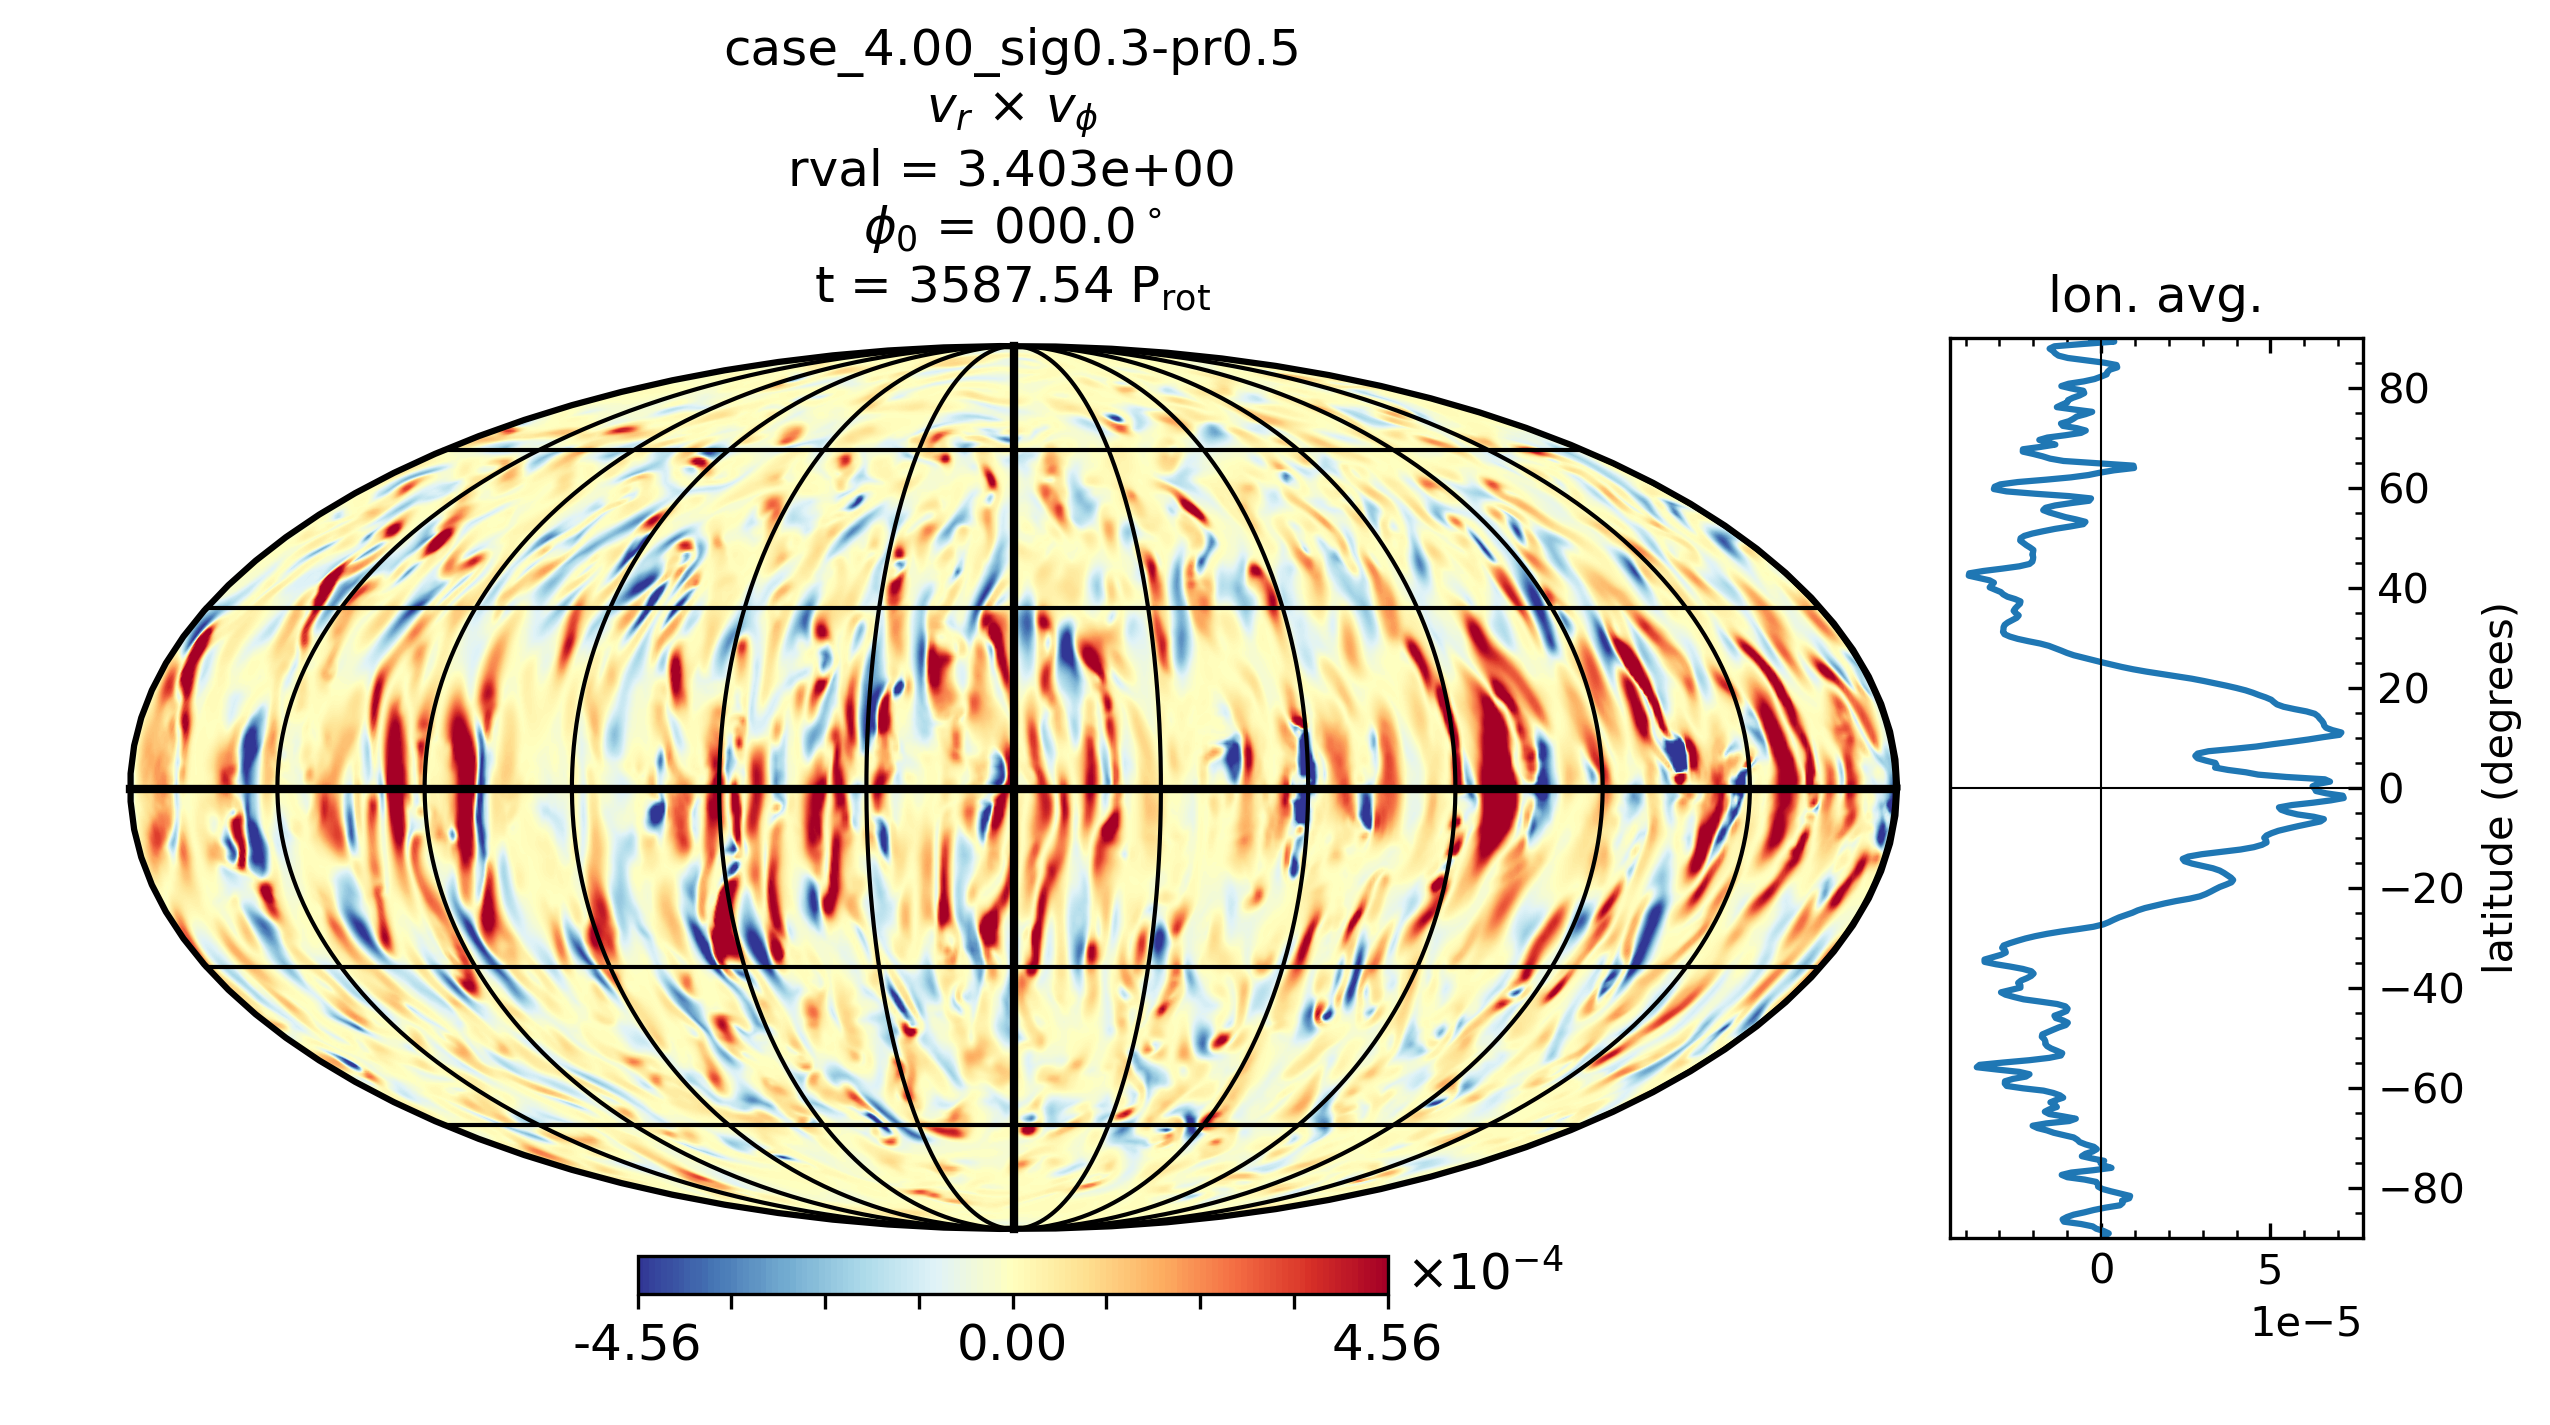 case_4.00_sig0.3-pr0.5
v_r × v_ϕ
rval = 3.403e+00
ϕ_0 = 000.0°
t = 3587.54 P_rot
lon. avg.
80
60
40
20
0
−20
−40
−60
−80
latitude (degrees)
0 5
1e−5
×10⁻⁴
-4.56 0.00 4.56